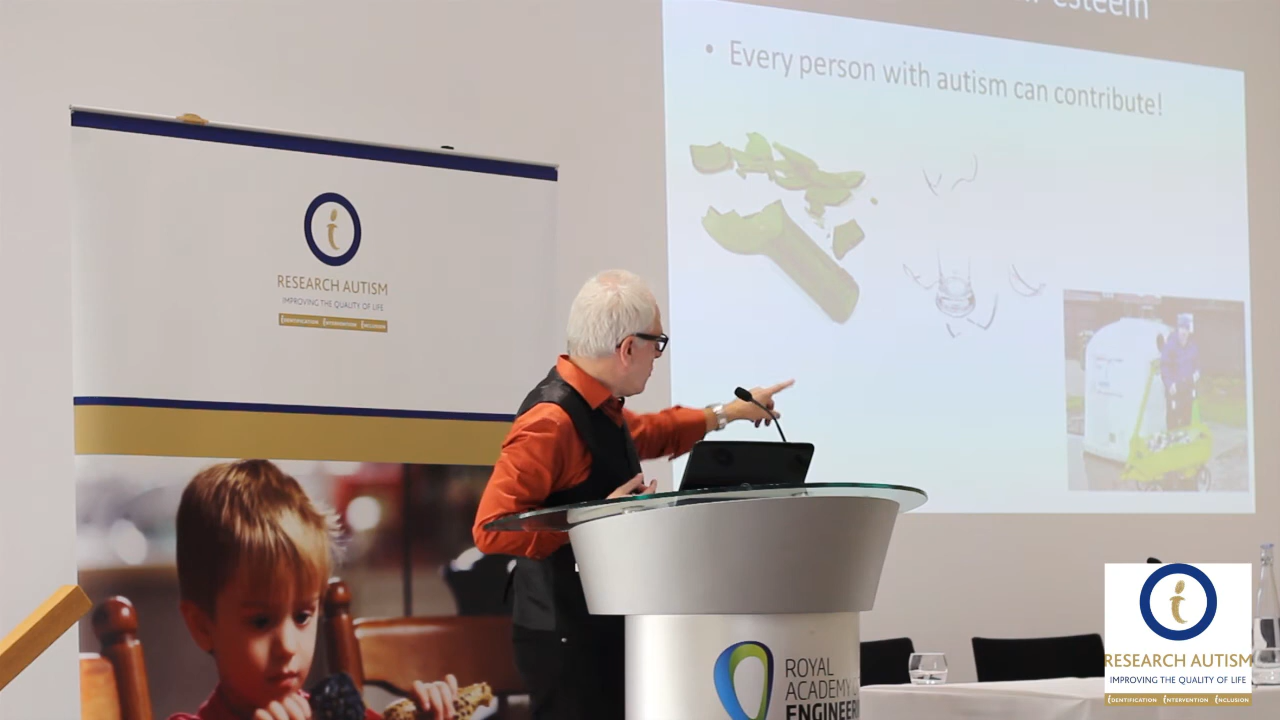 esteem
• Every person with autism can contribute!
RESEARCH AUTISM
IMPROVING THE QUALITY OF LIFE
IDENTIFICATION INTERVENTION INCLUSION
ROYAL
ACADEMY
ENGINEERI
RESEARCH AUTISM
IMPROVING THE QUALITY OF LIFE
IDENTIFICATION INTERVENTION INCLUSION